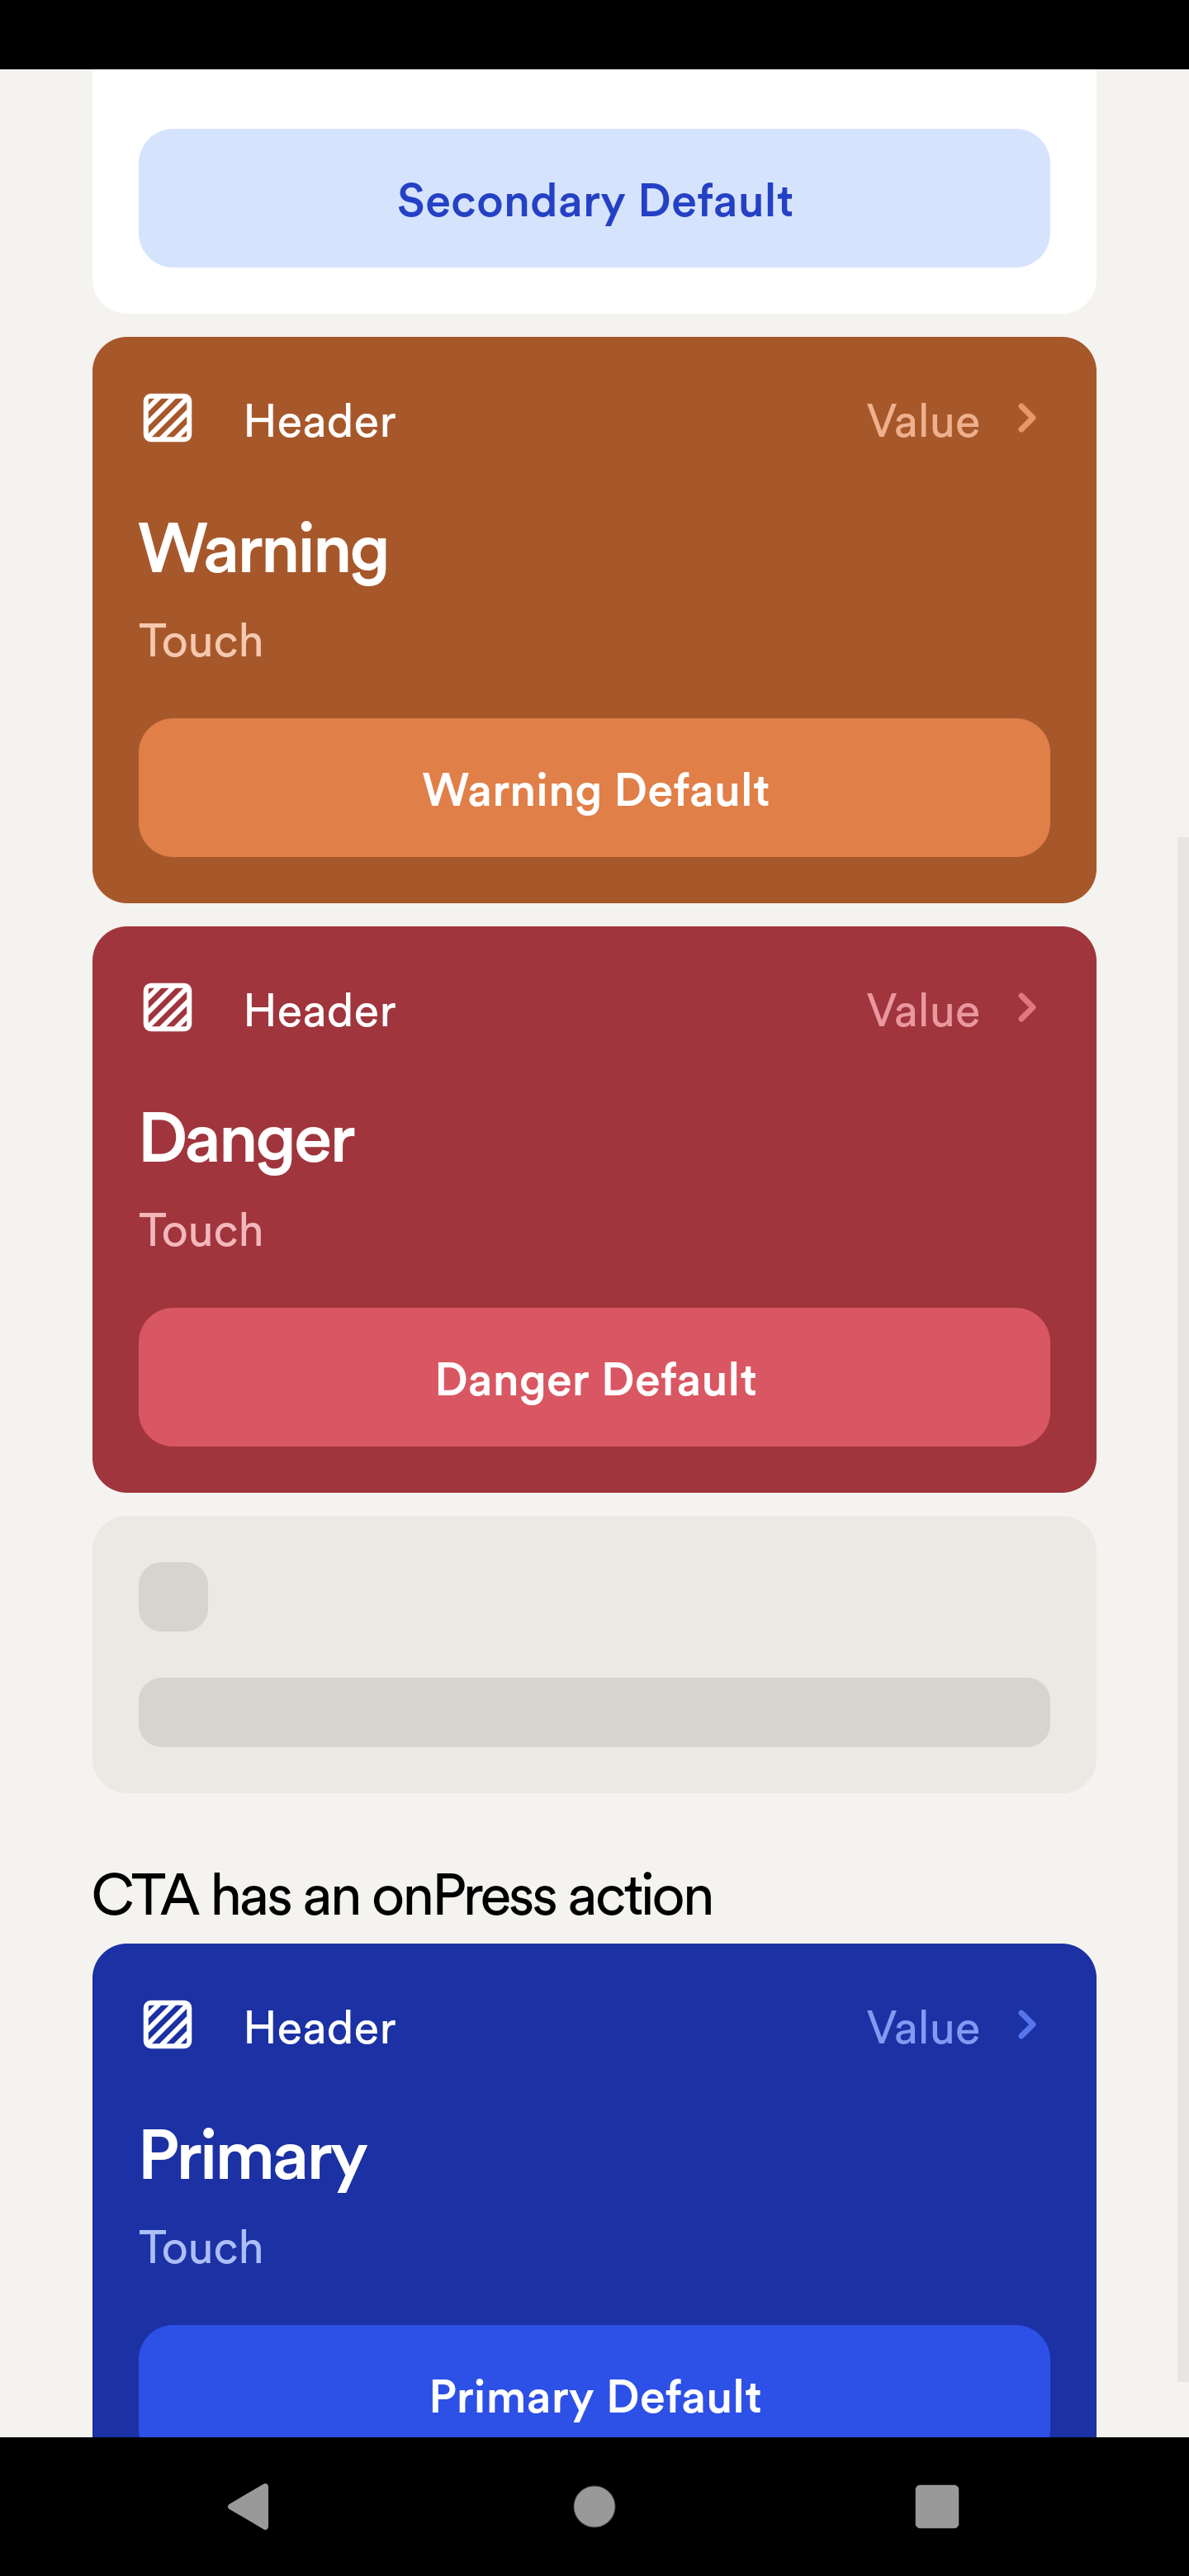 Secondary Default
Header
Value
Warning
Touch
Warning Default
Header
Value
Danger
Touch
Danger Default
CTA has an onPress action
Header
Value
Primary
Touch
Primary Default